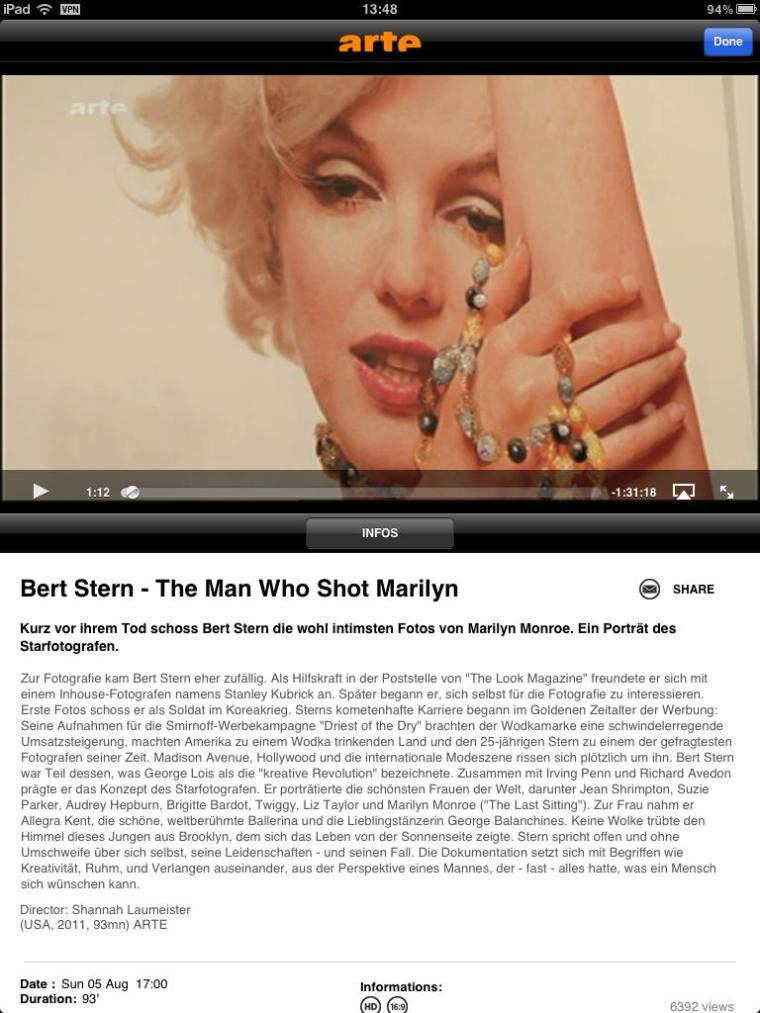 iPad VPN 13:48 94%
arte Done
arte
1:12 -1:31:18
INFOS
Bert Stern - The Man Who Shot Marilyn SHARE
Kurz vor ihrem Tod schoss Bert Stern die wohl intimsten Fotos von Marilyn Monroe. Ein Porträt des
Starfotografen.
Zur Fotografie kam Bert Stern eher zufällig. Als Hilfskraft in der Poststelle von "The Look Magazine" freundete er sich mit
einem Inhouse-Fotografen namens Stanley Kubrick an. Später begann er, sich selbst für die Fotografie zu interessieren.
Erste Fotos schoss er als Soldat im Koreakrieg. Sterns kometenhafte Karriere begann im Goldenen Zeitalter der Werbung:
Seine Aufnahmen für die Smirnoff-Werbekampagne "Driest of the Dry" brachten der Wodkamarke eine schwindelerregende
Umsatzsteigerung, machten Amerika zu einem Wodka trinkenden Land und den 25-jährigen Stern zu einem der gefragtesten
Fotografen seiner Zeit. Madison Avenue, Hollywood und die internationale Modeszene rissen sich plötzlich um ihn. Bert Stern
war Teil dessen, was George Lois als die "kreative Revolution" bezeichnete. Zusammen mit Irving Penn und Richard Avedon
prägte er das Konzept des Starfotografen. Er porträtierte die schönsten Frauen der Welt, darunter Jean Shrimpton, Suzie
Parker, Audrey Hepburn, Brigitte Bardot, Twiggy, Liz Taylor und Marilyn Monroe ("The Last Sitting"). Zur Frau nahm er
Allegra Kent, die schöne, weltberühmte Ballerina und die Lieblingstänzerin George Balanchines. Keine Wolke trübte den
Himmel dieses Jungen aus Brooklyn, dem sich das Leben von der Sonnenseite zeigte. Stern spricht offen und ohne
Umschweife über sich selbst, seine Leidenschaften - und seinen Fall. Die Dokumentation setzt sich mit Begriffen wie
Kreativität, Ruhm, und Verlangen auseinander, aus der Perspektive eines Mannes, der - fast - alles hatte, was ein Mensch
sich wünschen kann.
Director: Shannah Laumeister
(USA, 2011, 93mn) ARTE
Date : Sun 05 Aug 17:00
Duration: 93'
Informations:
HD 16:9
6392 views